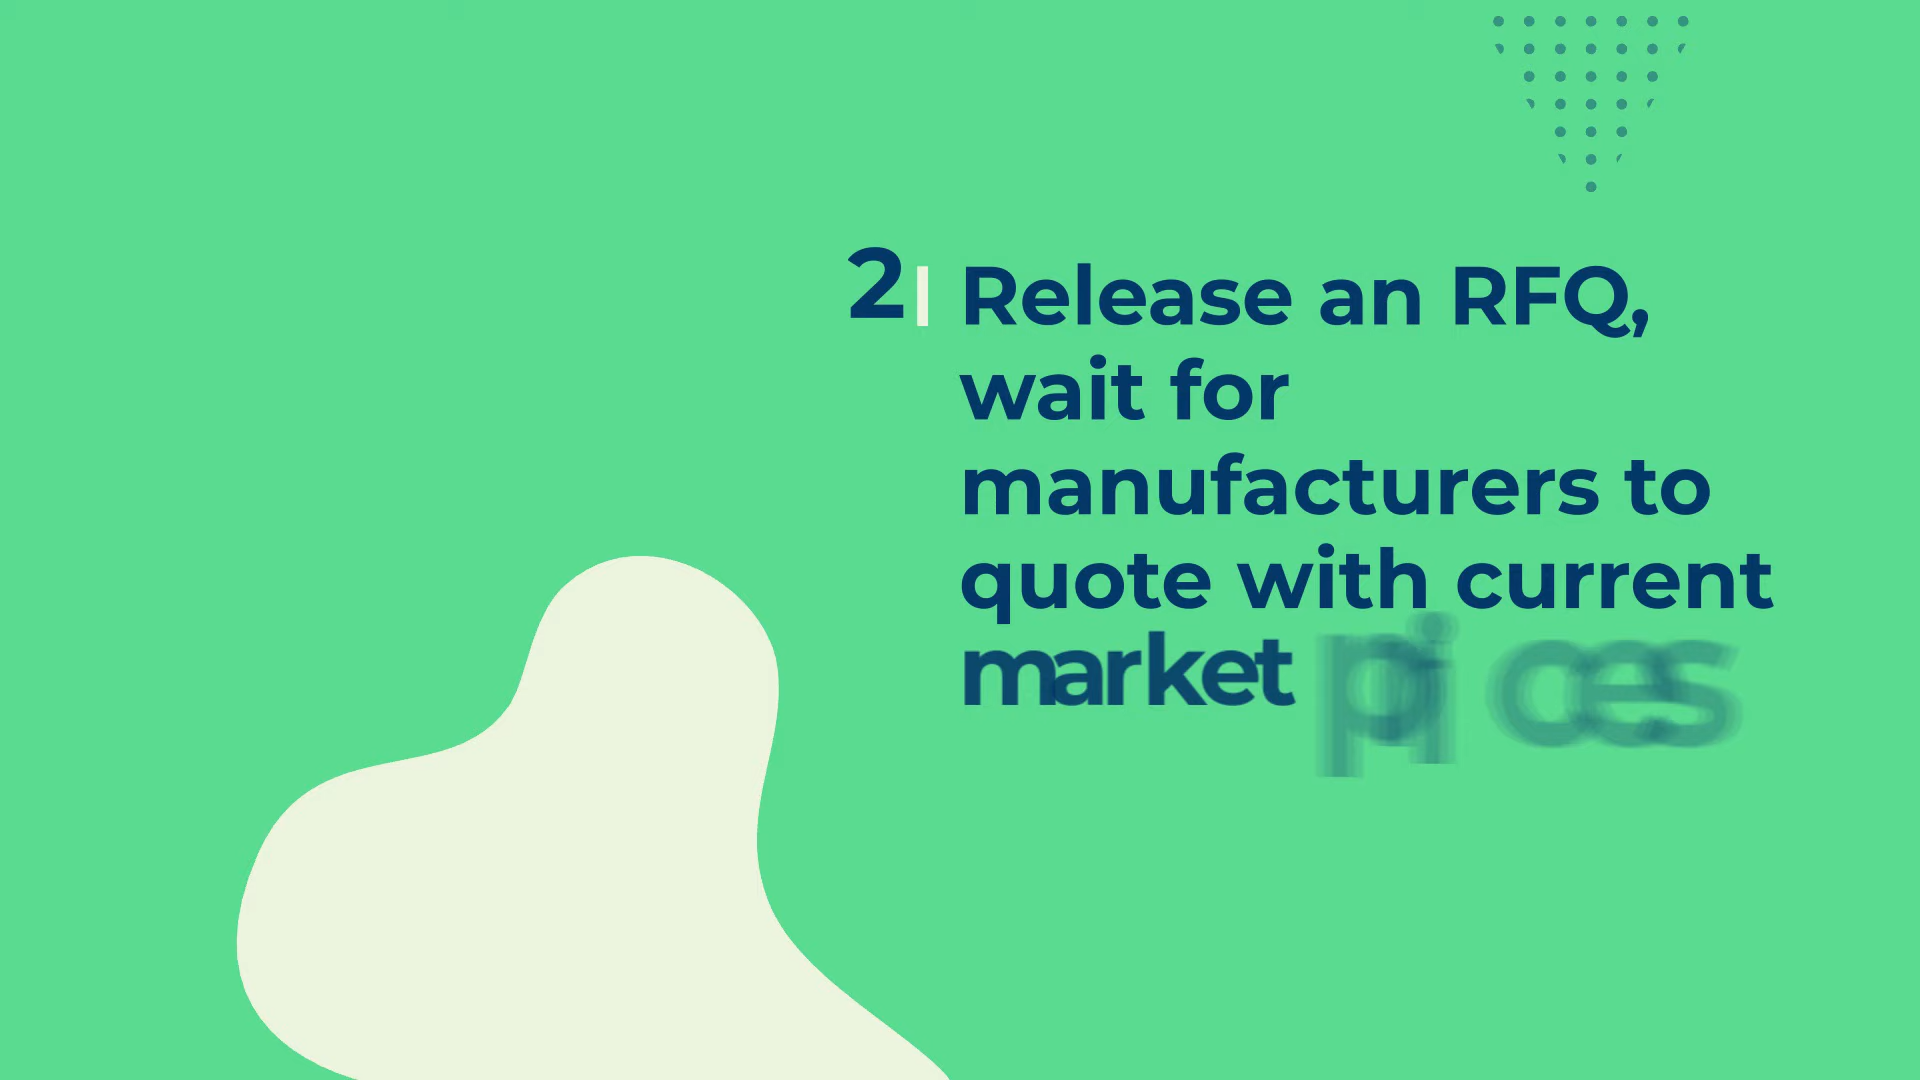 2 Release an RFQ,
wait for
manufacturers to
quote with current
market